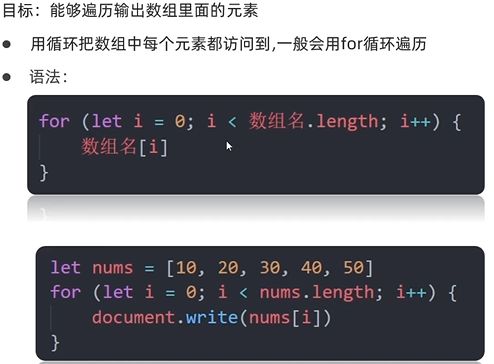 目标：能够遍历输出数组里面的元素
● 用循环把数组中每个元素都访问到,一般会用for循环遍历
● 语法：
for (let i = 0; i < 数组名.length; i++) {
    数组名[i]
}
let nums = [10, 20, 30, 40, 50]
for (let i = 0; i < nums.length; i++) {
    document.write(nums[i])
}